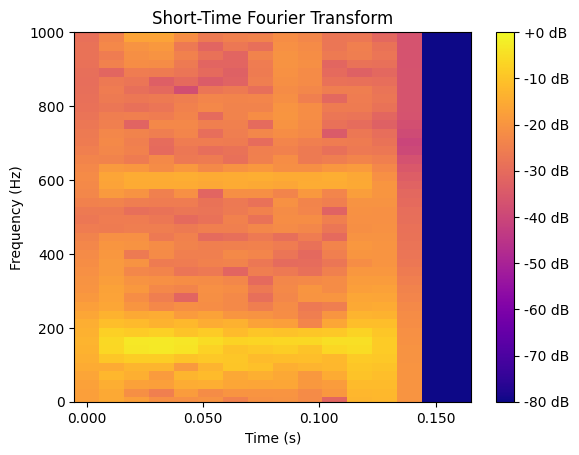 Short-Time Fourier Transform
Frequency (Hz)
1000
800
600
400
200
0
0.000
0.050
0.100
0.150
Time (s)
+0 dB
-10 dB
-20 dB
-30 dB
-40 dB
-50 dB
-60 dB
-70 dB
-80 dB